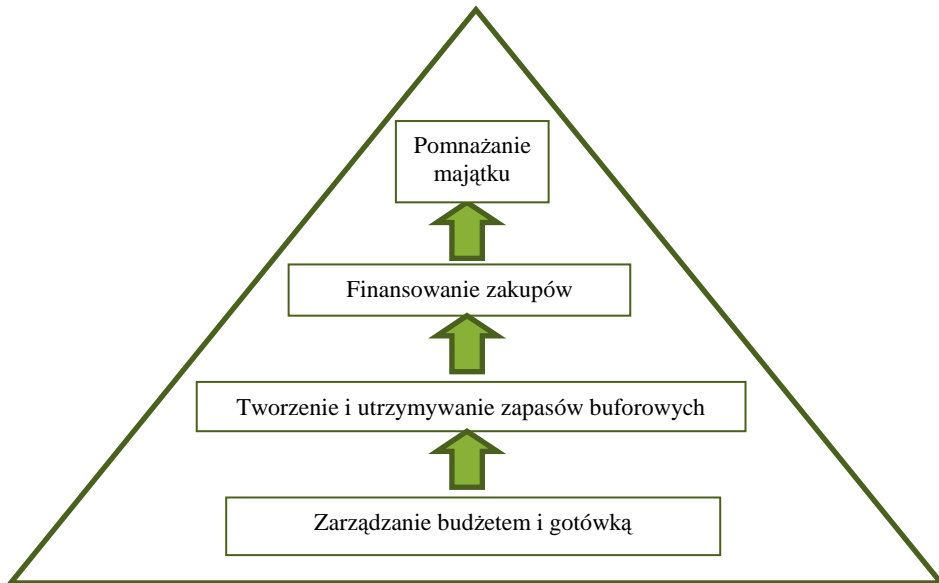 Pomnażanie
majątku
Finansowanie zakupów
Tworzenie i utrzymywanie zapasów buforowych
Zarządzanie budżetem i gotówką